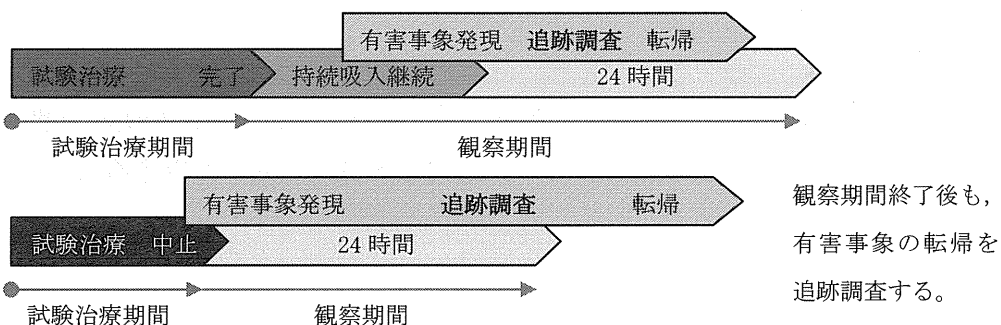 有害事象発現 追跡調査 転帰
試験治療 完了 持続吸入継続 24時間
試験治療期間 観察期間
有害事象発現 追跡調査 転帰
試験治療 中止 24時間
試験治療期間 観察期間
観察期間終了後も,
有害事象の転帰を
追跡調査する。